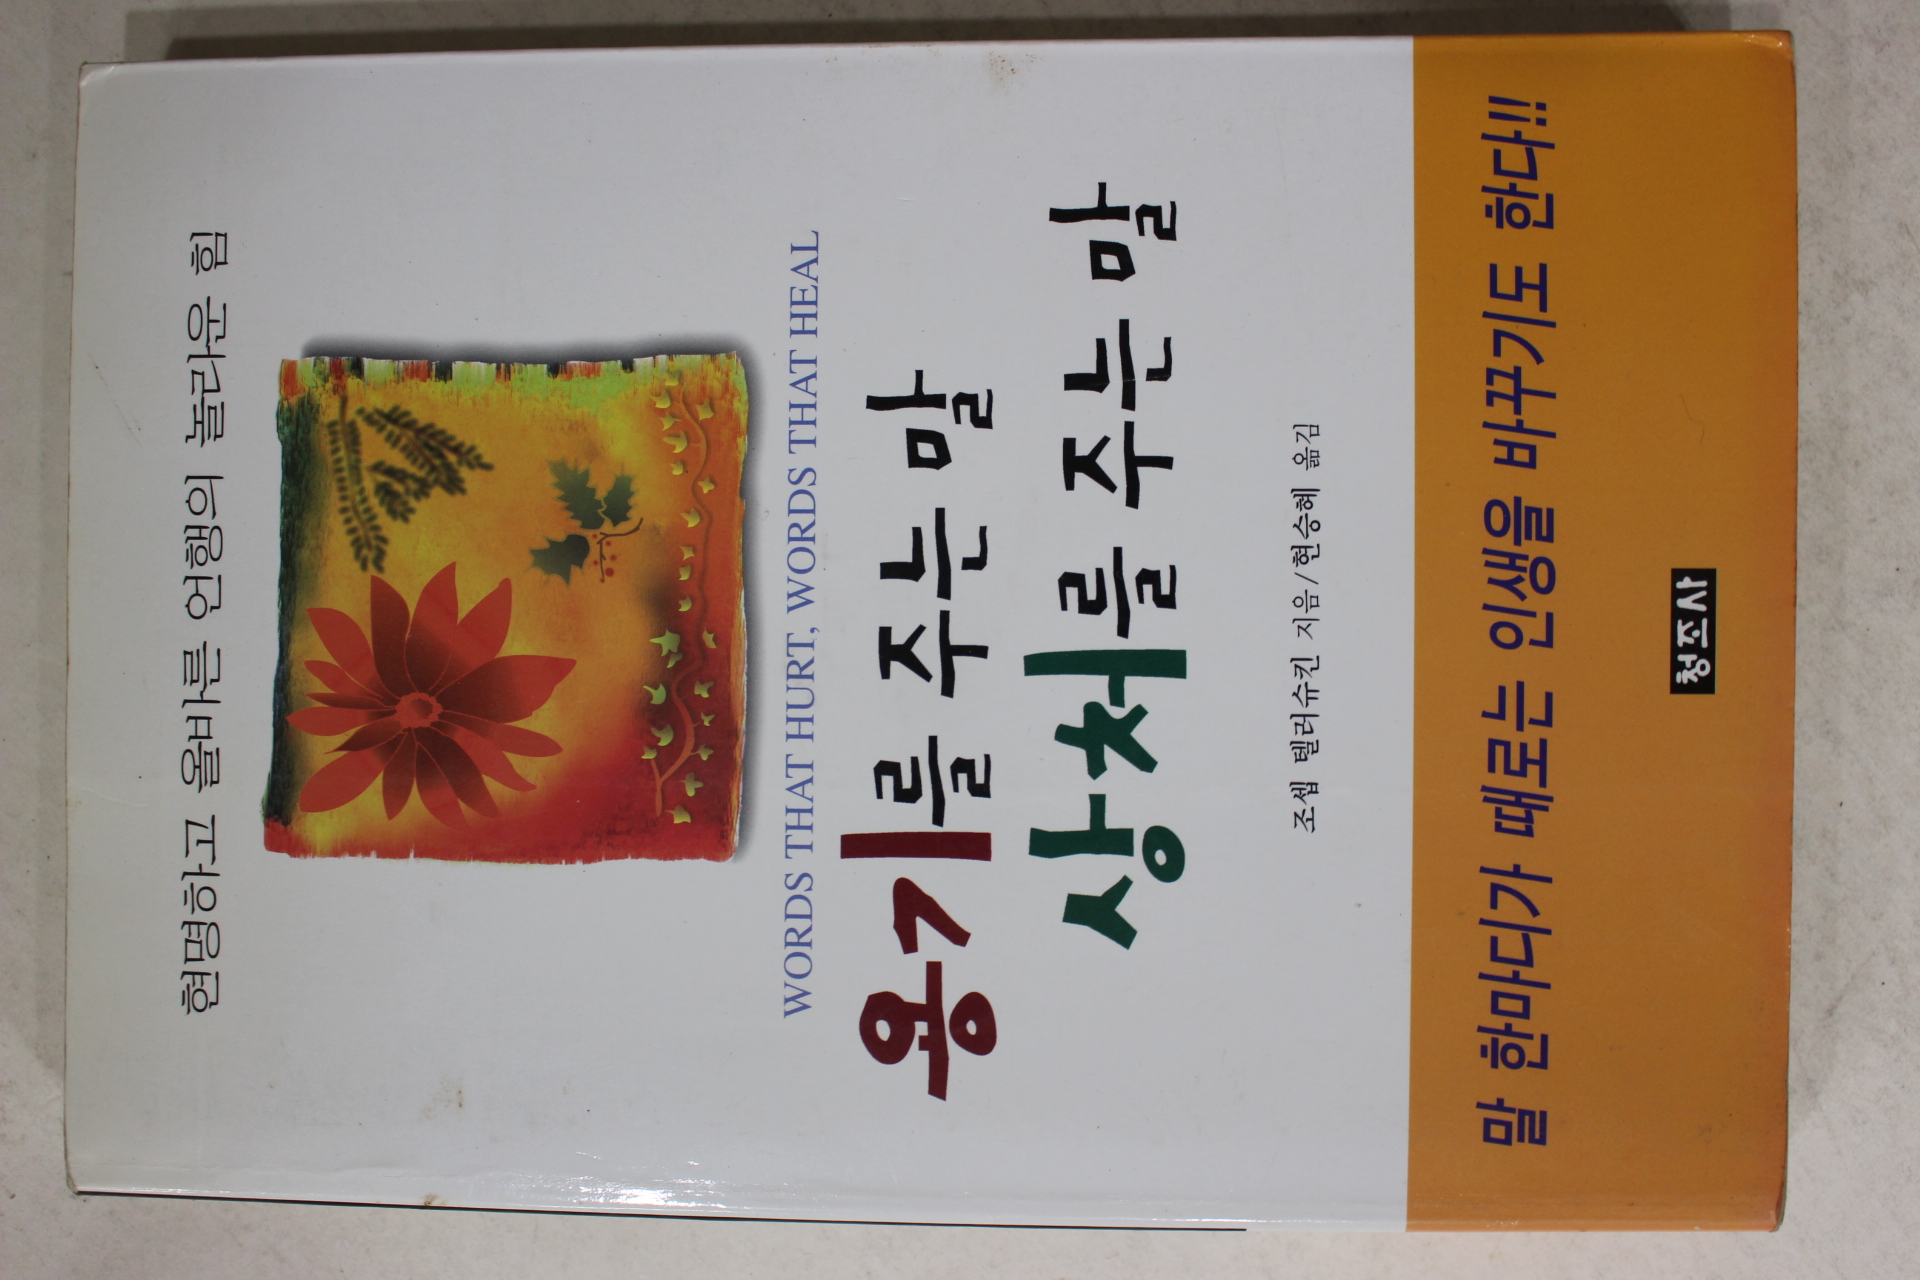 현명하고 올바른 언행의 놀라운 힘
WORDS THAT HURT, WORDS THAT HEAL
용기를 주는 말
상처를 주는 말
조셉 텔러슈킨 지음/현승혜 옮김
말 한마디가 때로는 인생을 바꾸기도 한다!!
청조사